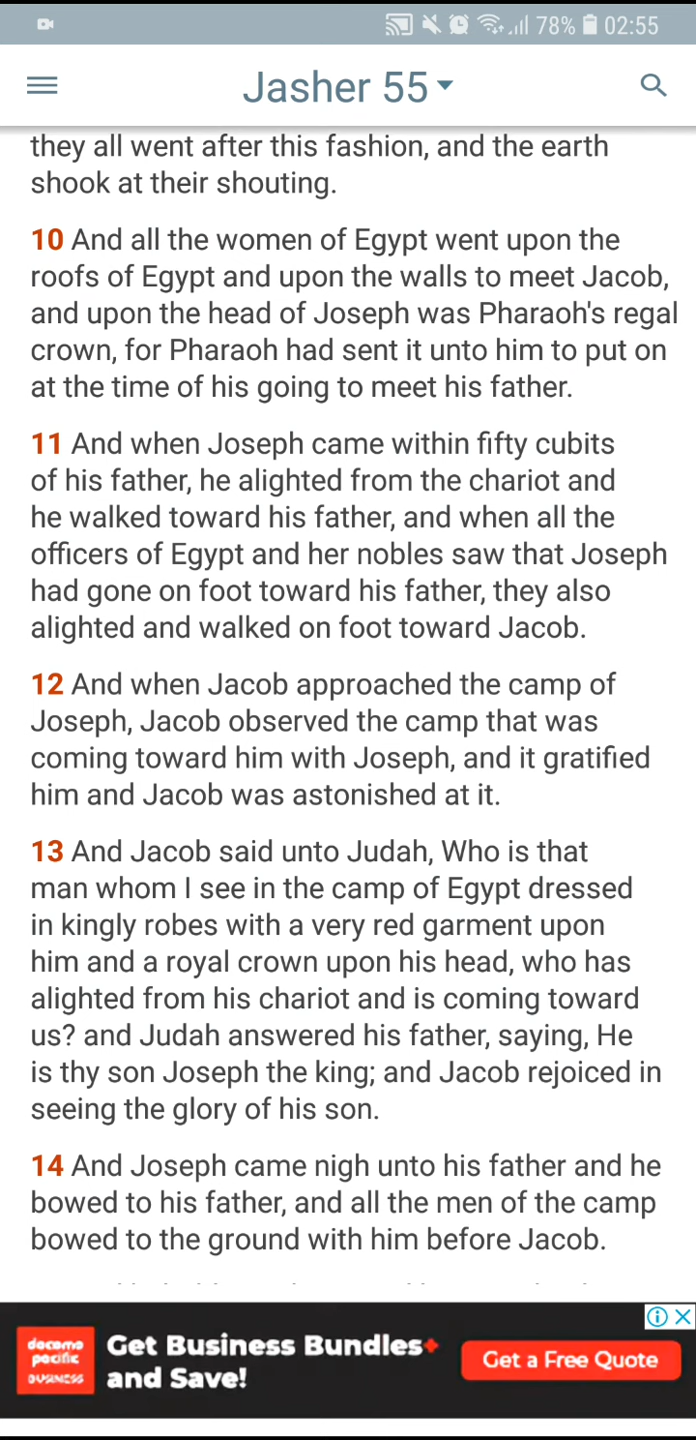 78% 02:55
Jasher 55
they all went after this fashion, and the earth
shook at their shouting.
10 And all the women of Egypt went upon the
roofs of Egypt and upon the walls to meet Jacob,
and upon the head of Joseph was Pharaoh's regal
crown, for Pharaoh had sent it unto him to put on
at the time of his going to meet his father.
11 And when Joseph came within fifty cubits
of his father, he alighted from the chariot and
he walked toward his father, and when all the
officers of Egypt and her nobles saw that Joseph
had gone on foot toward his father, they also
alighted and walked on foot toward Jacob.
12 And when Jacob approached the camp of
Joseph, Jacob observed the camp that was
coming toward him with Joseph, and it gratified
him and Jacob was astonished at it.
13 And Jacob said unto Judah, Who is that
man whom I see in the camp of Egypt dressed
in kingly robes with a very red garment upon
him and a royal crown upon his head, who has
alighted from his chariot and is coming toward
us? and Judah answered his father, saying, He
is thy son Joseph the king; and Jacob rejoiced in
seeing the glory of his son.
14 And Joseph came nigh unto his father and he
bowed to his father, and all the men of the camp
bowed to the ground with him before Jacob.
docomo
pacific
BUSINESS
Get Business Bundles+
and Save!
Get a Free Quote